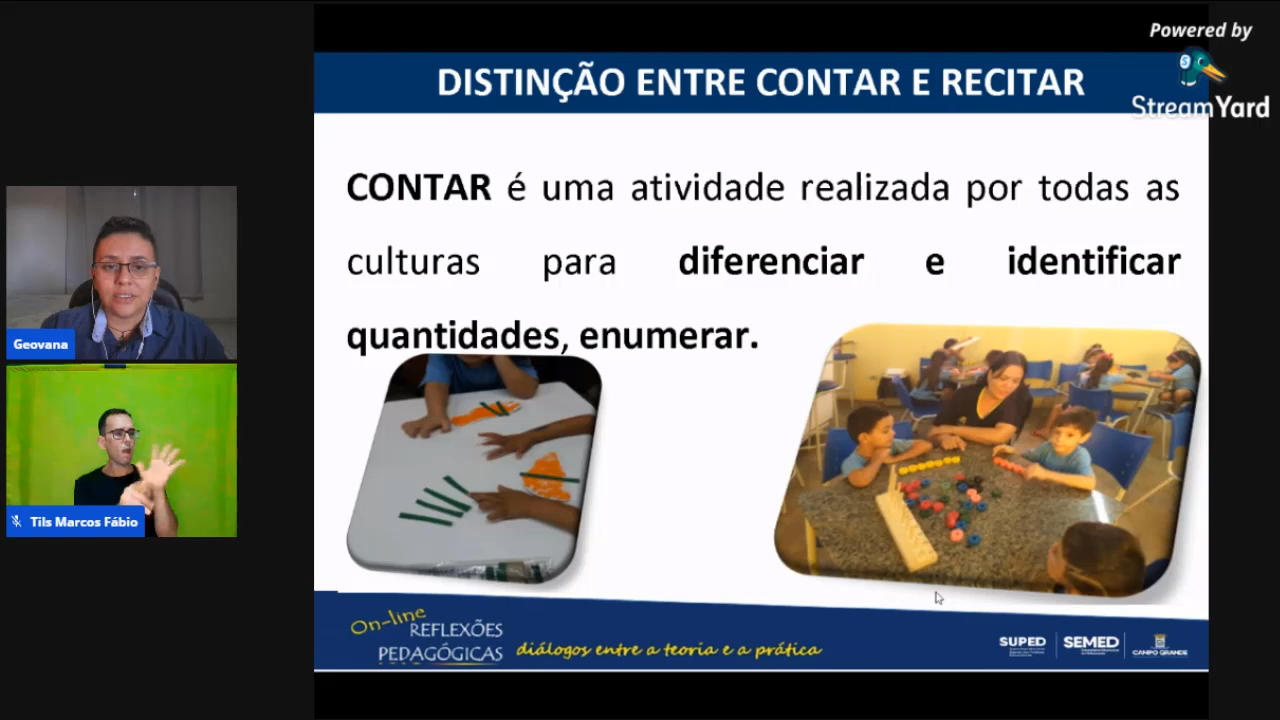 Powered by
StreamYard
DISTINÇÃO ENTRE CONTAR E RECITAR
CONTAR é uma atividade realizada por todas as
culturas para diferenciar e identificar
quantidades, enumerar.
Geovana
Tils Marcos Fábio
On-line
REFLEXÕES
PEDAGÓGICAS
diálogos entre a teoria e a prática
SUPED
SEMED
CAMPO GRANDE